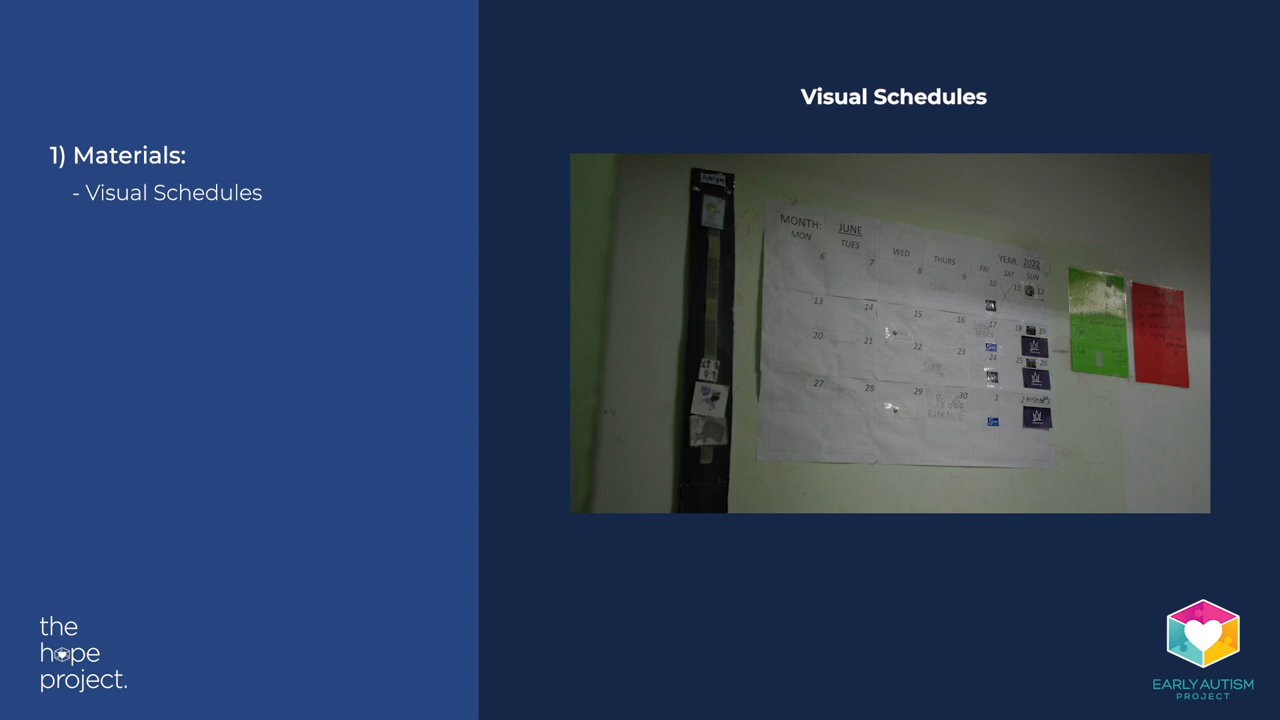 1) Materials:
- Visual Schedules
Visual Schedules
MONTH: JUNE
YEAR: 2022
MON TUES WED THURS FRI SAT SUN
6 7 8 9 10 11 12
13 14 15 16 17 18 19
20 21 22 23 24 25 26
27 28 29 30 1 2
the
hope
project.
EARLY AUTISM
PROJECT